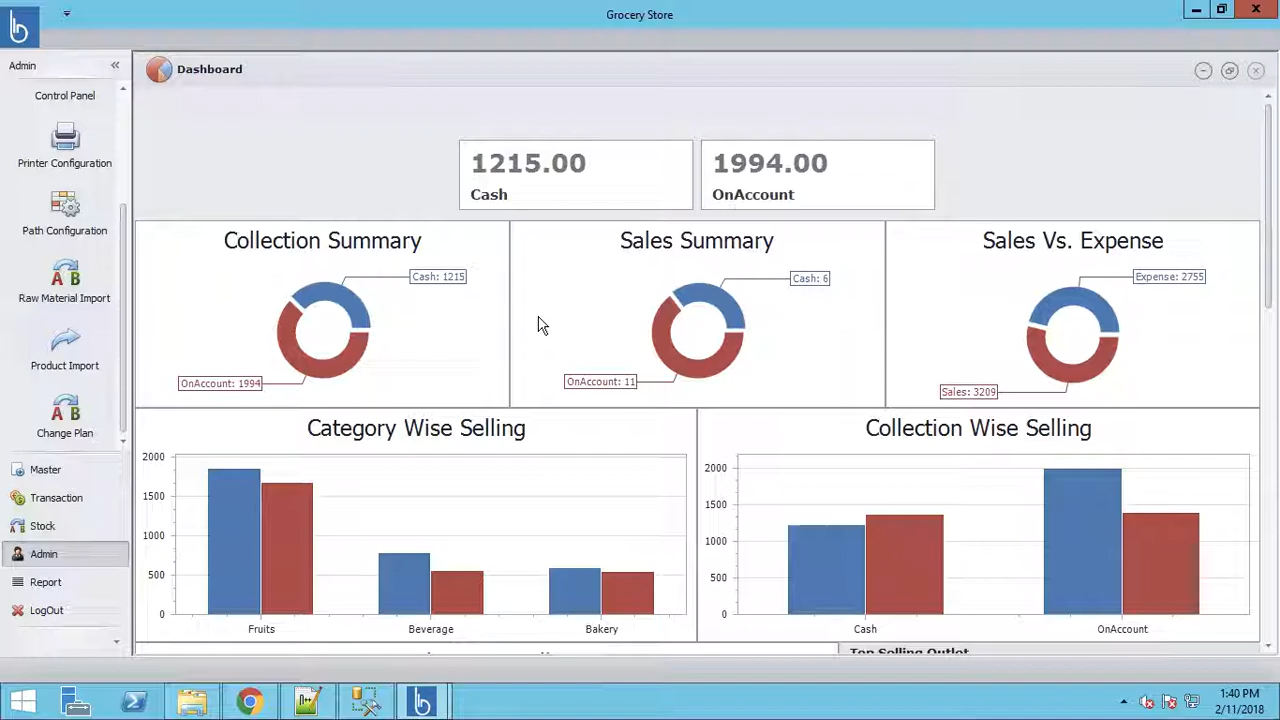 Grocery Store
Admin
«
Dashboard
Control Panel
Printer Configuration
Path Configuration
A B
Raw Material Import
Product Import
A B
Change Plan
Master
Transaction
Stock
Admin
Report
LogOut
1215.00
Cash
1994.00
OnAccount
Collection Summary
Cash: 1215
OnAccount: 1994
Sales Summary
Cash: 6
OnAccount: 11
Sales Vs. Expense
Expense: 2755
Sales: 3209
Category Wise Selling
2000
1500
1000
500
0
Fruits
Beverage
Bakery
Collection Wise Selling
2000
1500
1000
500
0
Cash
OnAccount
Top Selling Outlet
1:40 PM
2/11/2018